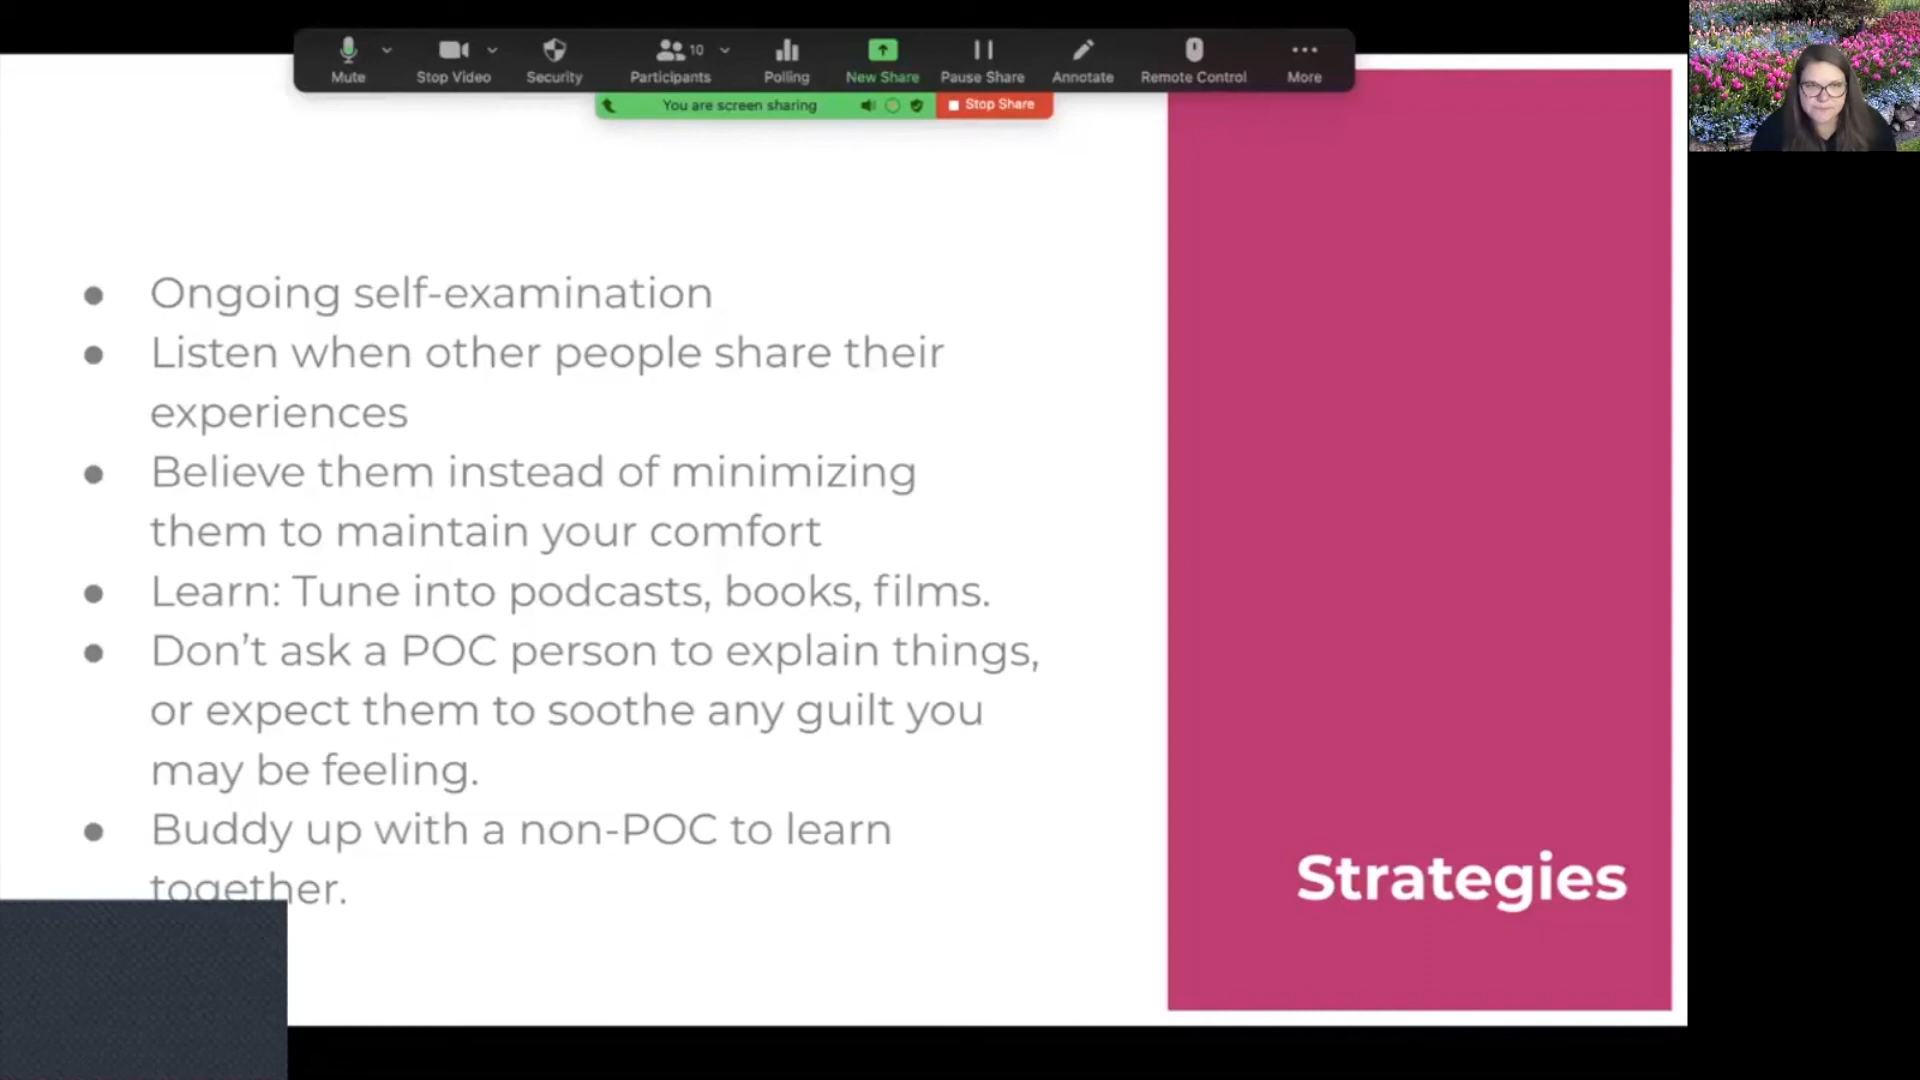 Mute
Stop Video
Security
10
Participants
Polling
New Share
Pause Share
Annotate
Remote Control
More
You are screen sharing
Stop Share
Ongoing self-examination
Listen when other people share their
experiences
Believe them instead of minimizing
them to maintain your comfort
Learn: Tune into podcasts, books, films.
Don't ask a POC person to explain things,
or expect them to soothe any guilt you
may be feeling.
Buddy up with a non-POC to learn
together.
Strategies